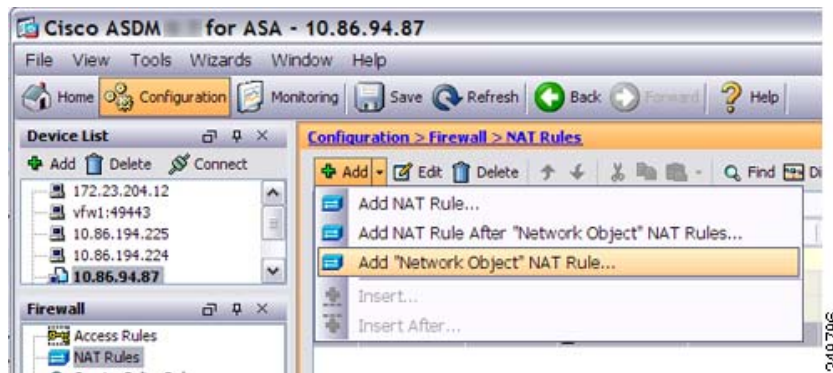 Cisco ASDM for ASA - 10.86.94.87
File View Tools Wizards Window Help
Home Configuration Monitoring Save Refresh Back Forward Help
Device List
Add Delete Connect
172.23.204.12
vfw1:49443
10.86.194.225
10.86.194.224
10.86.94.87
Firewall
Access Rules
NAT Rules
Configuration > Firewall > NAT Rules
Add Edit Delete Find Di
Add NAT Rule...
Add NAT Rule After "Network Object" NAT Rules...
Add "Network Object" NAT Rule...
Insert...
Insert After...